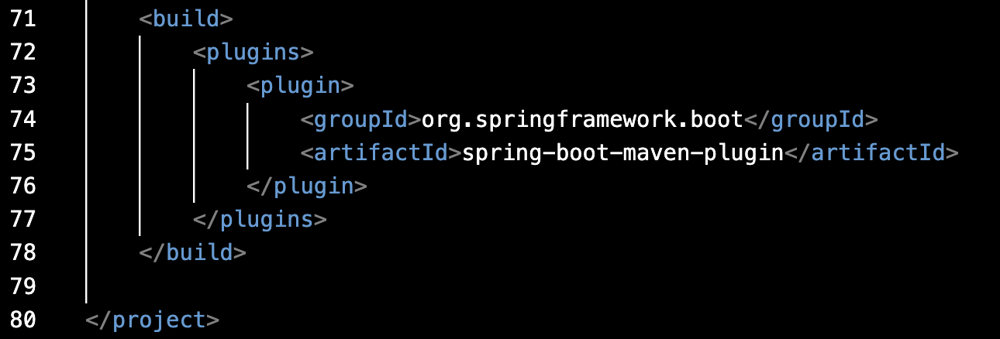 71 <build>
72 <plugins>
73 <plugin>
74 <groupId>org.springframework.boot</groupId>
75 <artifactId>spring-boot-maven-plugin</artifactId>
76 </plugin>
77 </plugins>
78 </build>
79
80 </project>